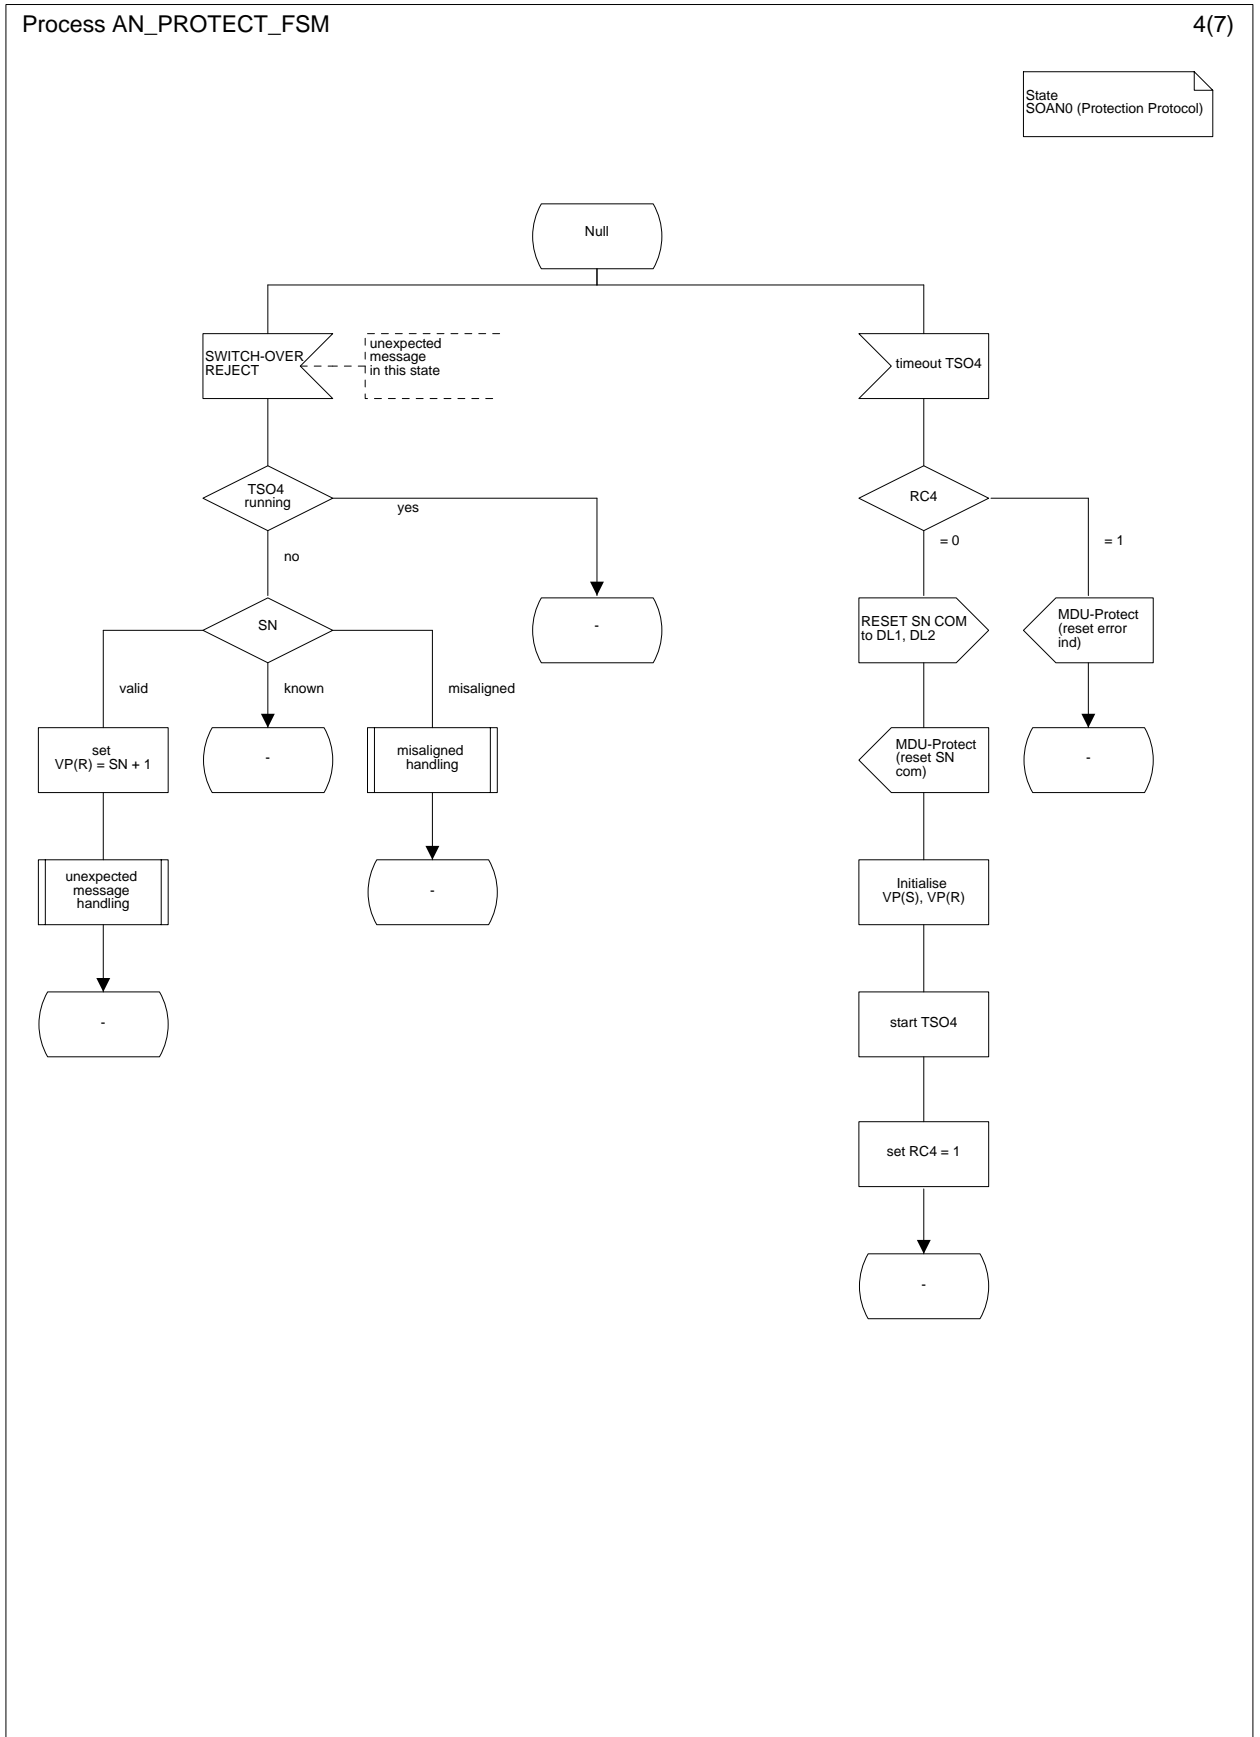 Process AN_PROTECT_FSM
4(7)
State
SOAN0 (Protection Protocol)
Null
SWITCH-OVER
REJECT
unexpected
message
in this state
timeout TSO4
TSO4
running
yes
no
RC4
= 0
= 1
SN
-
RESET SN COM
to DL1, DL2
MDU-Protect
(reset error
ind)
valid
known
misaligned
set
VP(R) = SN + 1
-
misaligned
handling
MDU-Protect
(reset SN
com)
-
unexpected
message
handling
-
Initialise
VP(S), VP(R)
-
start TSO4
set RC4 = 1
-